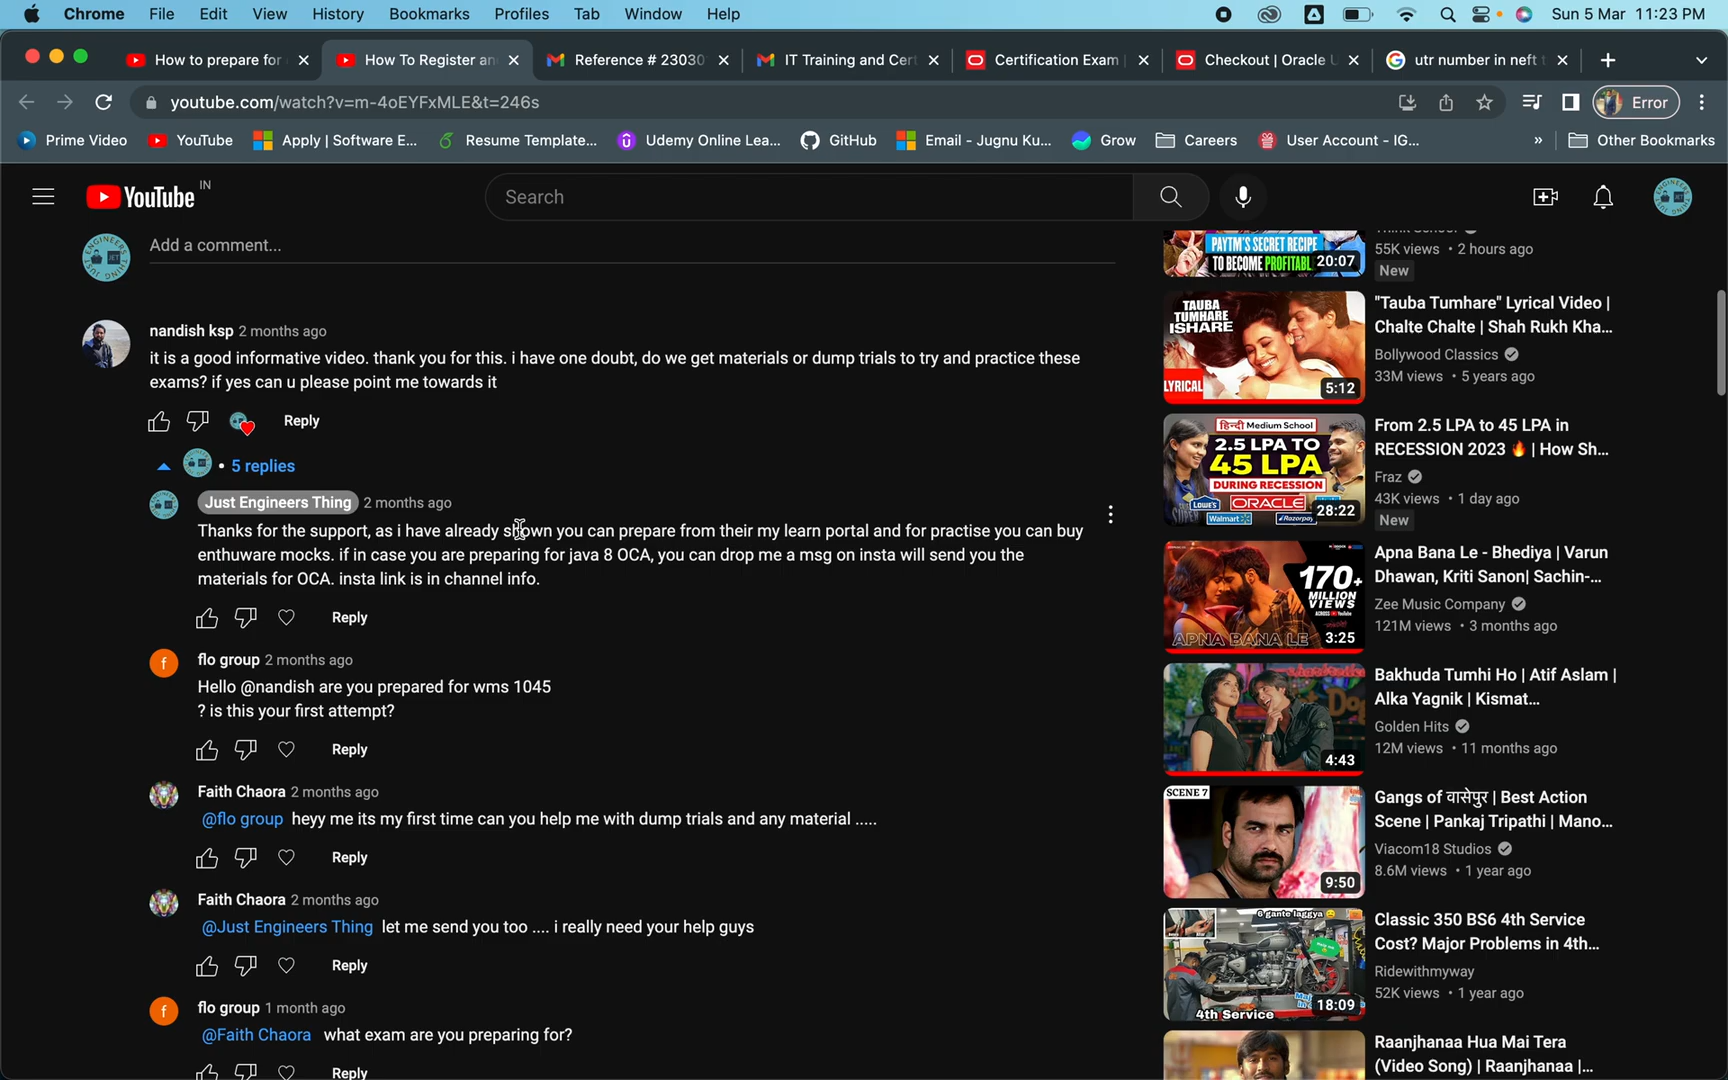 Chrome File Edit View History Bookmarks Profiles Tab Window Help Sun 5 Mar 11:23 PM
How to prepare for How To Register an Reference # 23030 IT Training and Cert Certification Exam Checkout | Oracle U utr number in neft t
youtube.com/watch?v=m-4oEYFxMLE&t=246s Error
Prime Video YouTube Apply | Software E... Resume Template... Udemy Online Lea... GitHub Email - Jugnu Ku... Grow Careers User Account - IG... » Other Bookmarks
YouTube IN Search
Add a comment...
nandish ksp 2 months ago
it is a good informative video. thank you for this. i have one doubt, do we get materials or dump trials to try and practice these
exams? if yes can u please point me towards it
Reply
• 5 replies
Just Engineers Thing 2 months ago
Thanks for the support, as i have already shown you can prepare from their my learn portal and for practise you can buy
enthuware mocks. if in case you are preparing for java 8 OCA, you can drop me a msg on insta will send you the
materials for OCA. insta link is in channel info.
Reply
f
flo group 2 months ago
Hello @nandish are you prepared for wms 1045
? is this your first attempt?
Reply
Faith Chaora 2 months ago
@flo group heyy me its my first time can you help me with dump trials and any material .....
Reply
Faith Chaora 2 months ago
@Just Engineers Thing let me send you too .... i really need your help guys
Reply
f
flo group 1 month ago
@Faith Chaora what exam are you preparing for?
Reply
PAYTM'S SECRET RECIPE
TO BECOME PROFITABL
20:07
55K views • 2 hours ago
New
TAUBA
TUMHARE
ISHARE
LYRICAL
5:12
"Tauba Tumhare" Lyrical Video |
Chalte Chalte | Shah Rukh Kha...
Bollywood Classics
33M views • 5 years ago
हिन्दी Medium School
2.5 LPA TO
45 LPA
DURING RECESSION
LOWE'S ORACLE
Walmart Razorpay
28:22
From 2.5 LPA to 45 LPA in
RECESSION 2023 🔥 | How Sh...
Fraz
43K views • 1 day ago
New
170+
MILLION
VIEWS
APNA BANA LE
3:25
Apna Bana Le - Bhediya | Varun
Dhawan, Kriti Sanon| Sachin-...
Zee Music Company
121M views • 3 months ago
4:43
Bakhuda Tumhi Ho | Atif Aslam |
Alka Yagnik | Kismat...
Golden Hits
12M views • 11 months ago
SCENE 7
9:50
Gangs of वासेपुर | Best Action
Scene | Pankaj Tripathi | Mano...
Viacom18 Studios
8.6M views • 1 year ago
6 gante laggya
4th Service
18:09
Classic 350 BS6 4th Service
Cost? Major Problems in 4th...
Ridewithmyway
52K views • 1 year ago
Raanjhanaa Hua Mai Tera
(Video Song) | Raanjhanaa |...